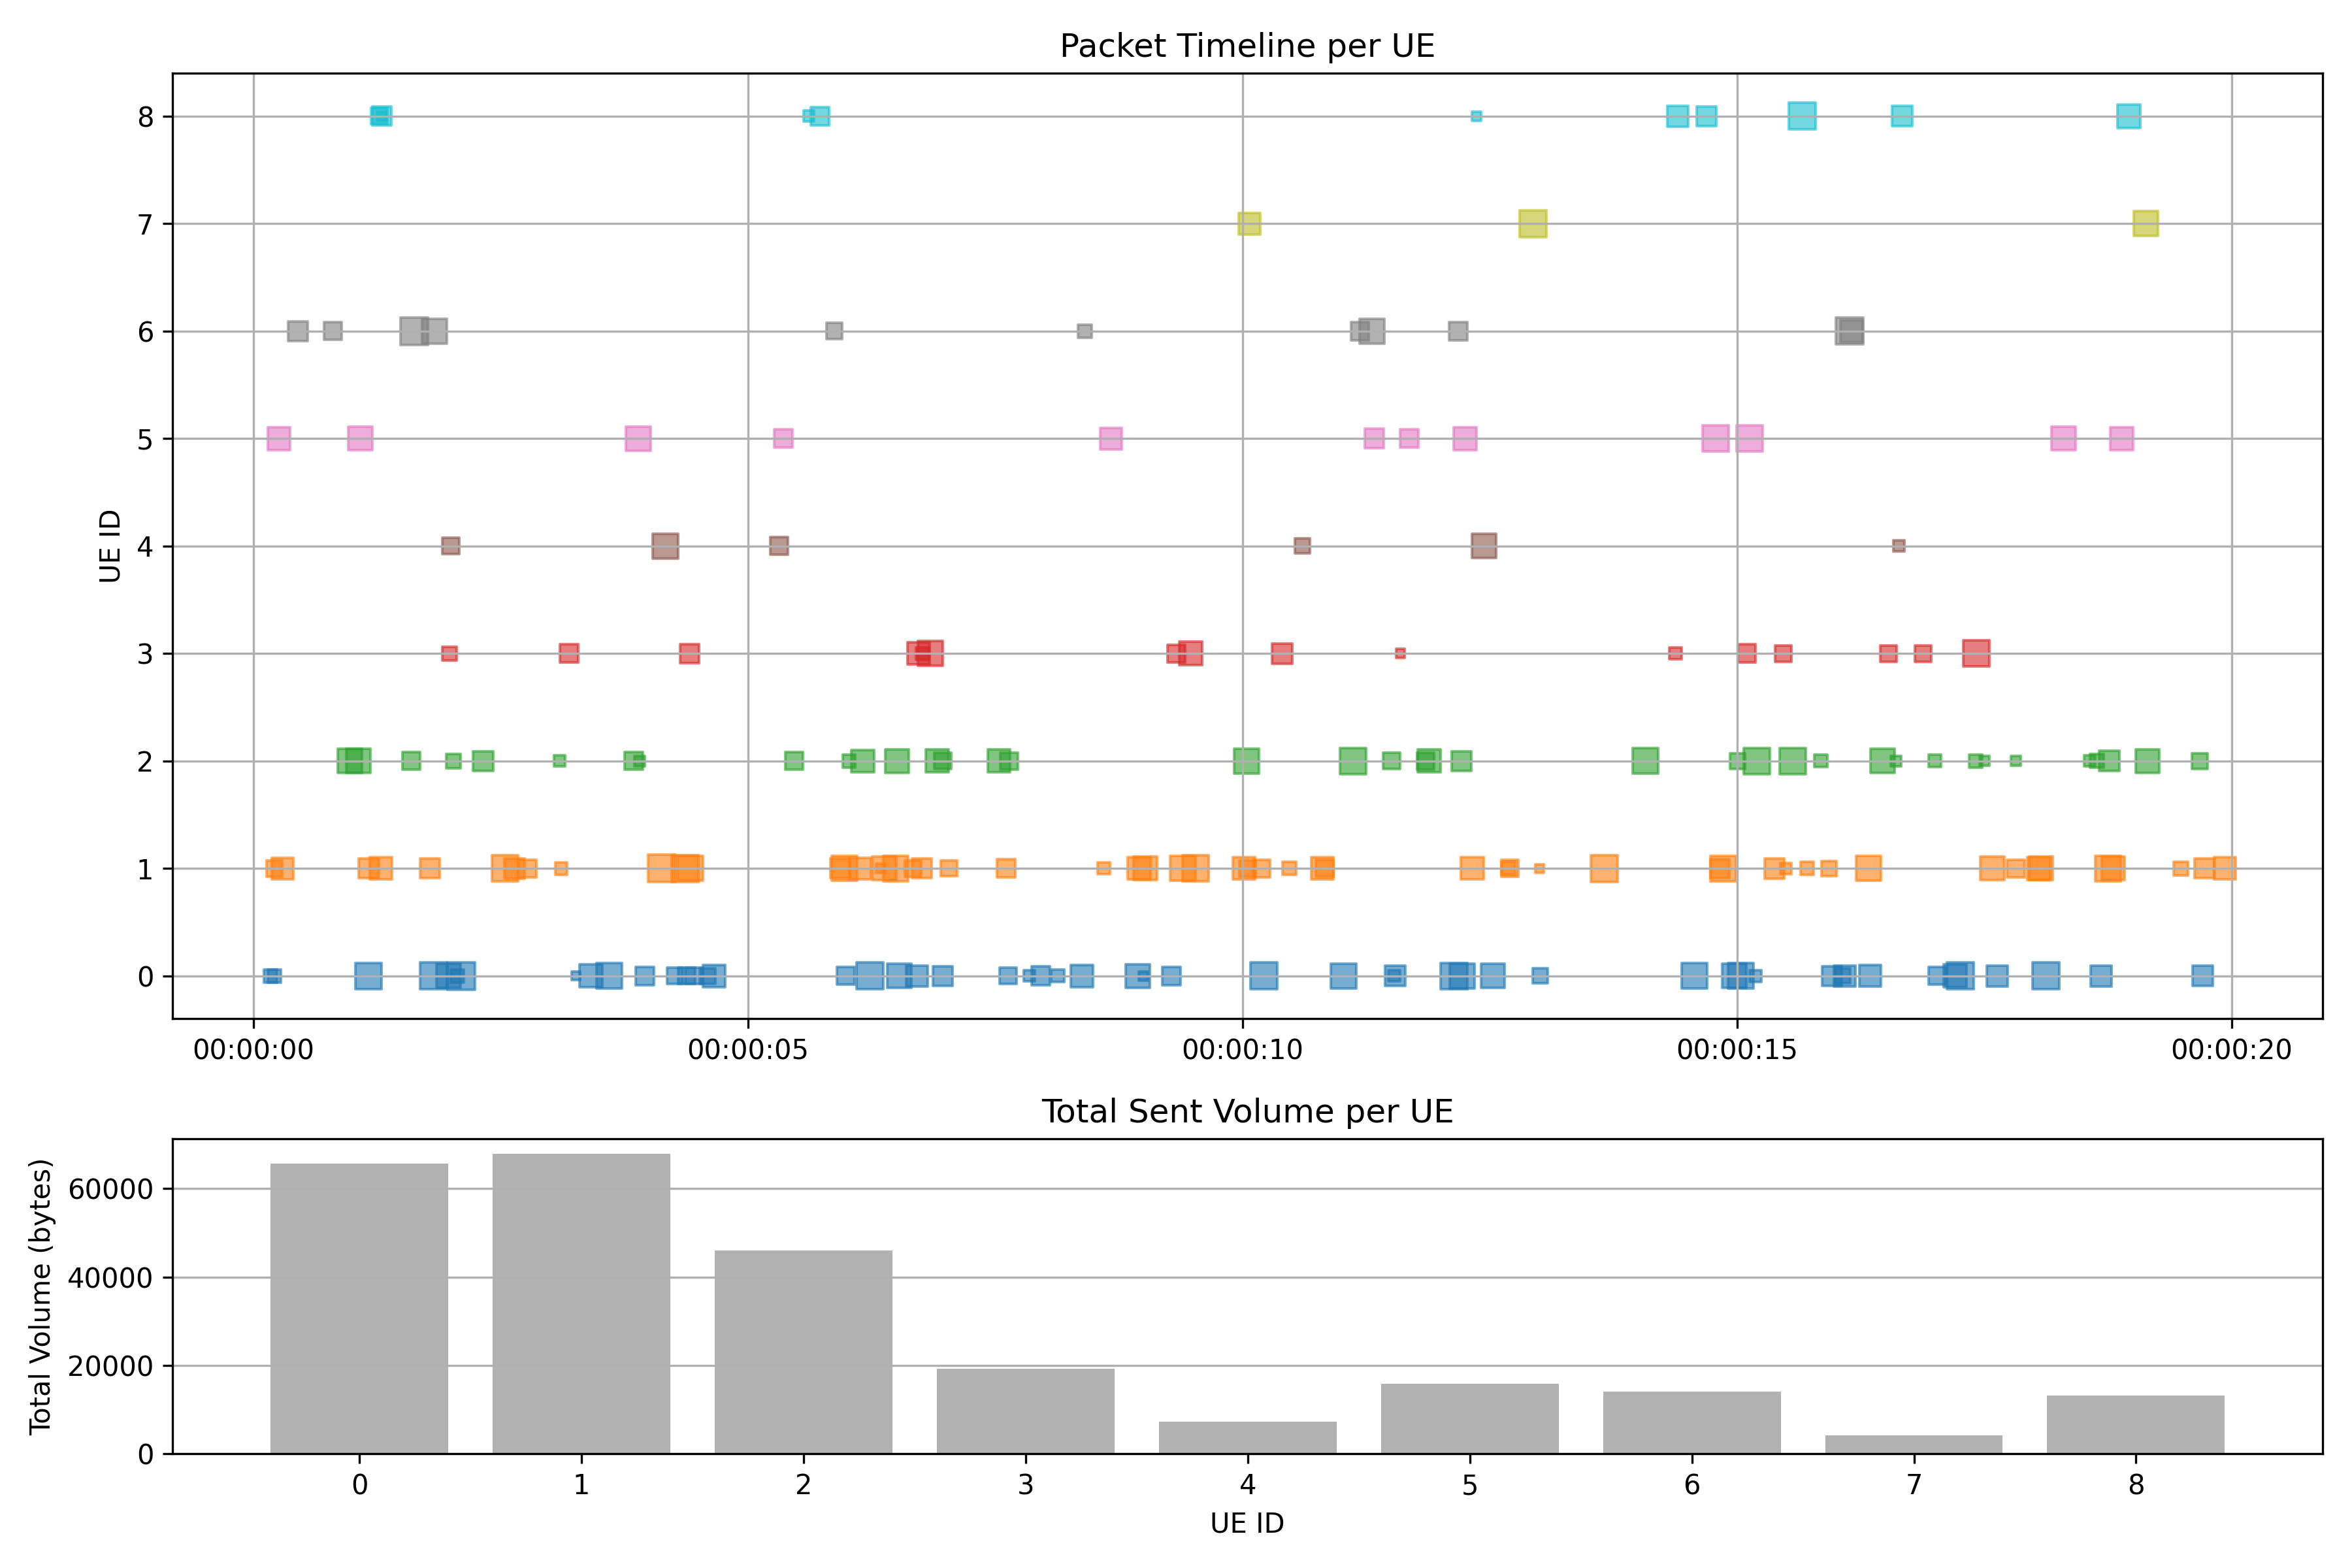 Packet Timeline per UE
UE ID
8
7
6
5
4
3
2
1
0
00:00:00 00:00:05 00:00:10 00:00:15 00:00:20
Total Sent Volume per UE
Total Volume (bytes)
60000
40000
20000
0
0 1 2 3 4 5 6 7 8
UE ID